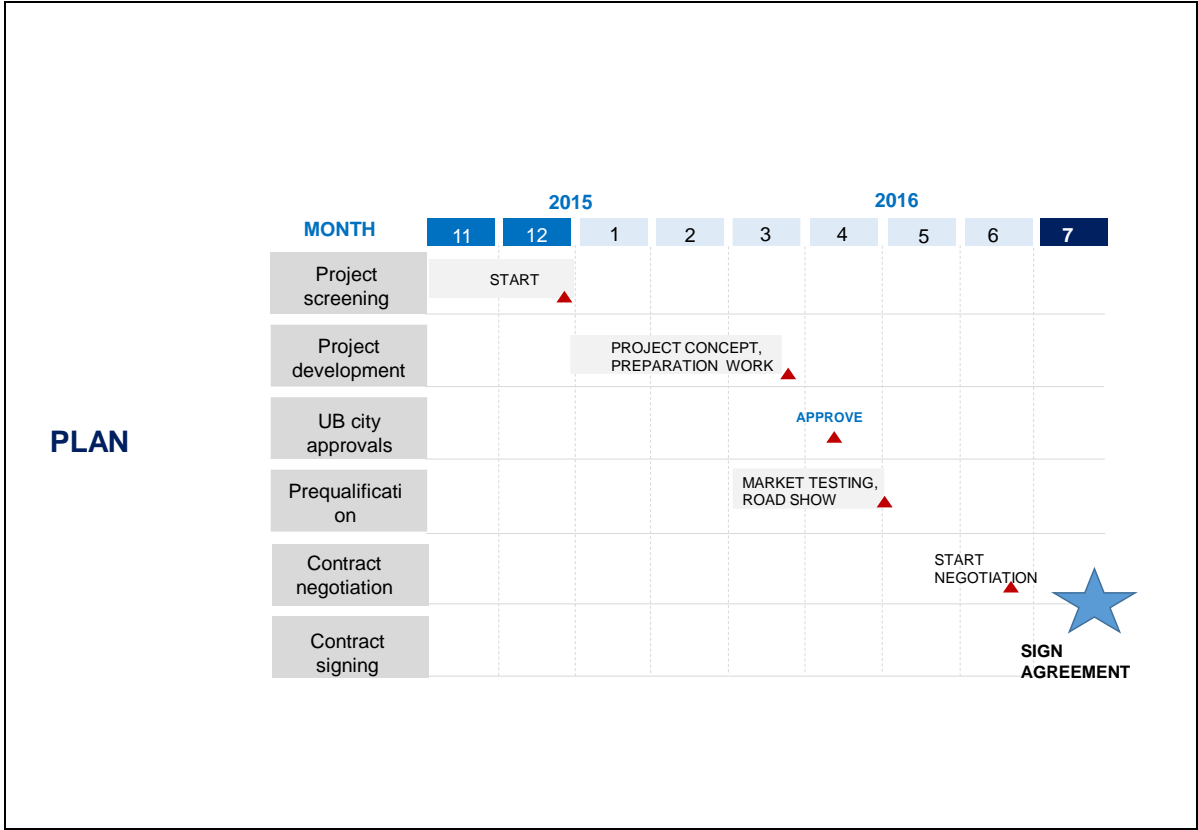 2015 2016
MONTH 11 12 1 2 3 4 5 6 7
Project
screening
START
Project
development
PROJECT CONCEPT,
PREPARATION WORK
PLAN
UB city
approvals
APPROVE
Prequalificati
on
MARKET TESTING,
ROAD SHOW
Contract
negotiation
START
NEGOTIATION
Contract
signing
SIGN
AGREEMENT